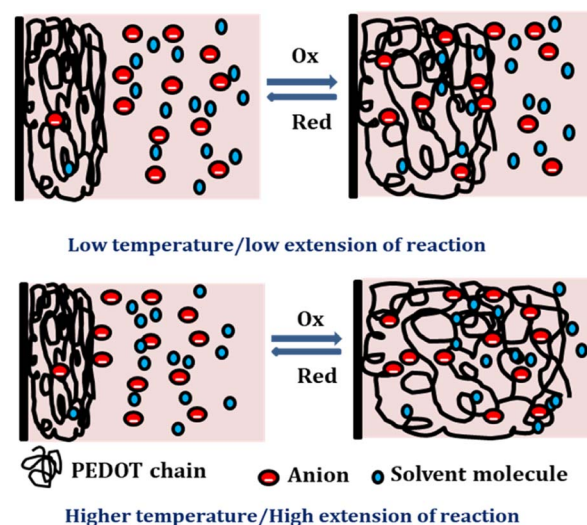 Ox
Red
Low temperature/low extension of reaction
Ox
Red
PEDOT chain
Anion
Solvent molecule
Higher temperature/High extension of reaction